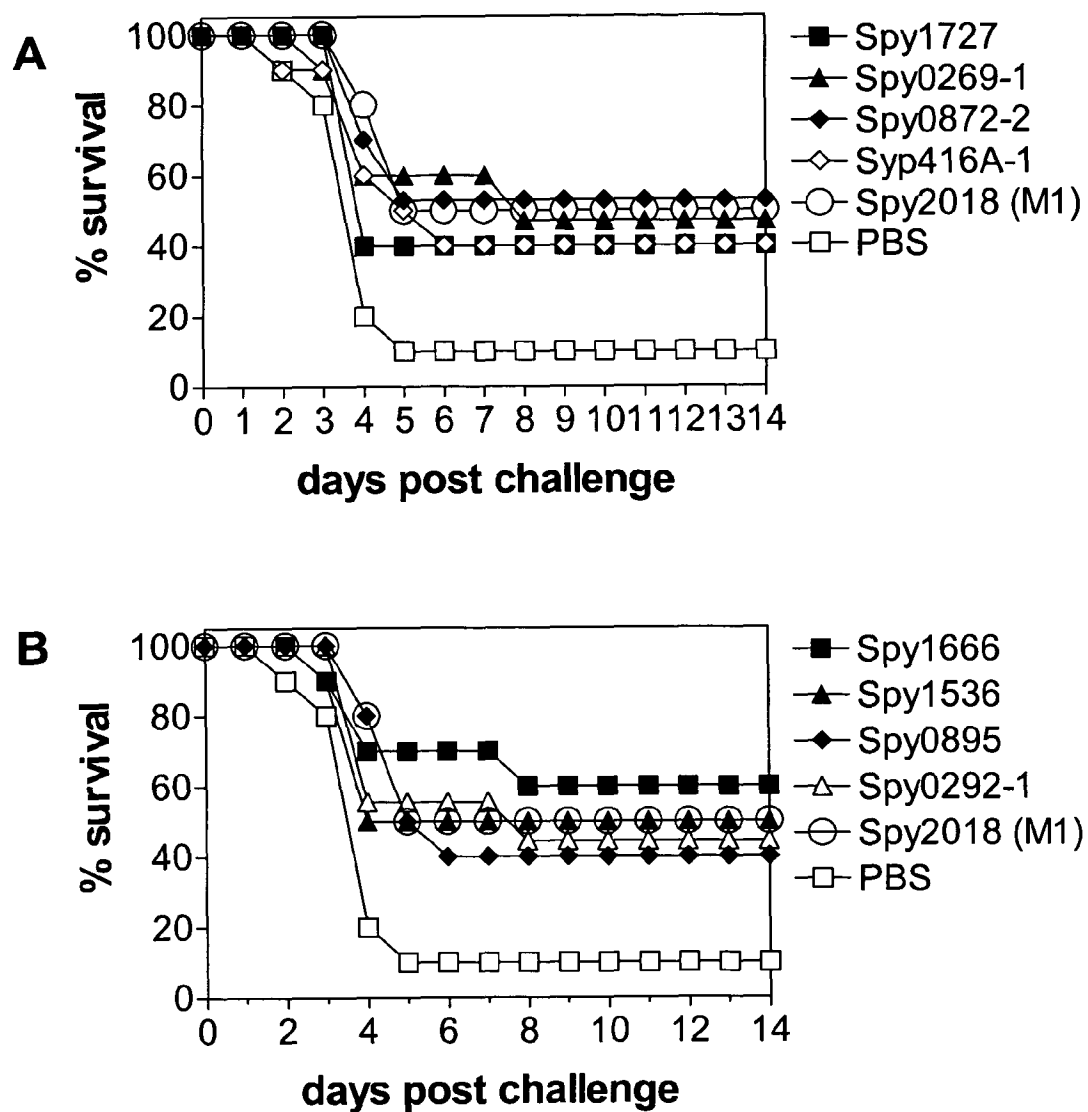 A
% survival
100
80
60
40
20
0
0 1 2 3 4 5 6 7 8 9 10 11 12 13 14
days post challenge
Spy1727
Spy0269-1
Spy0872-2
Syp416A-1
Spy2018 (M1)
PBS
B
% survival
100
80
60
40
20
0
0 2 4 6 8 10 12 14
days post challenge
Spy1666
Spy1536
Spy0895
Spy0292-1
Spy2018 (M1)
PBS